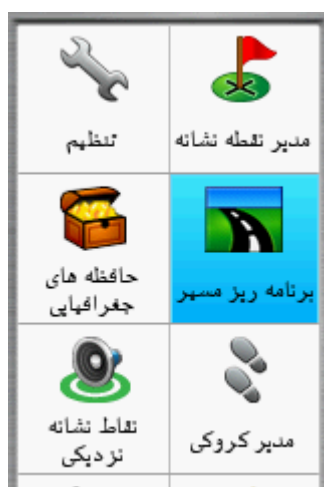 مدیر نقطه نشانه
تنظیم
برنامه ریز مسیر
حافظه های
جغرافیایی
مدیر کروکی
نقاط نشانه
نزدیکی